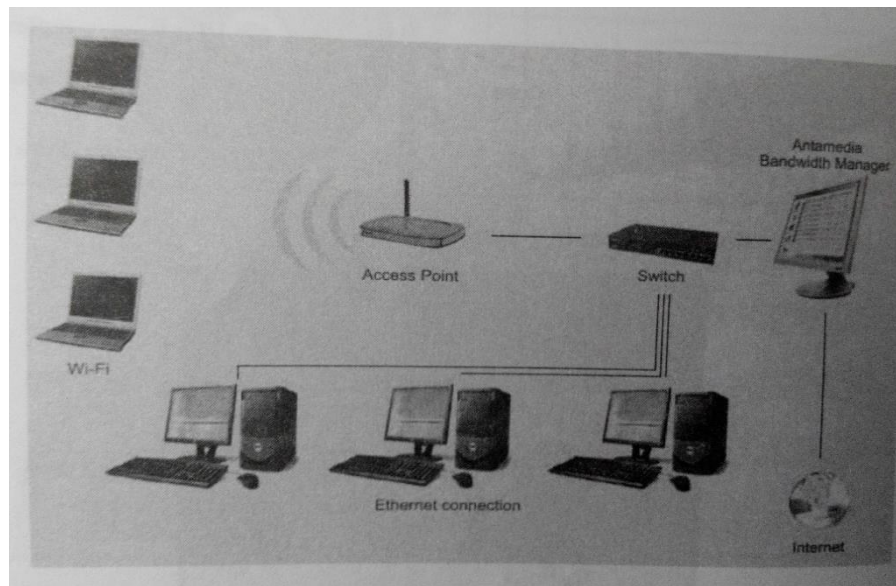 Antamedia
Bandwidth Manager
Access Point
Switch
Wi-Fi
Ethernet connection
Internet